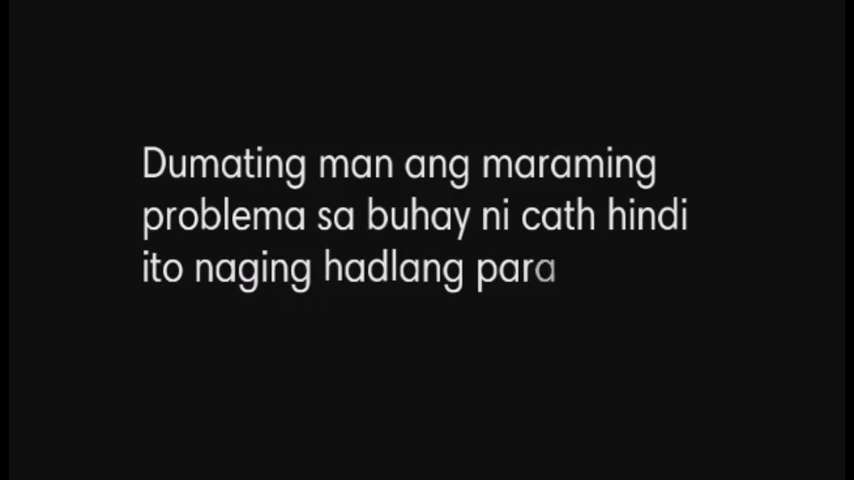 Dumating man ang maraming
problema sa buhay ni cath hindi
ito naging hadlang para